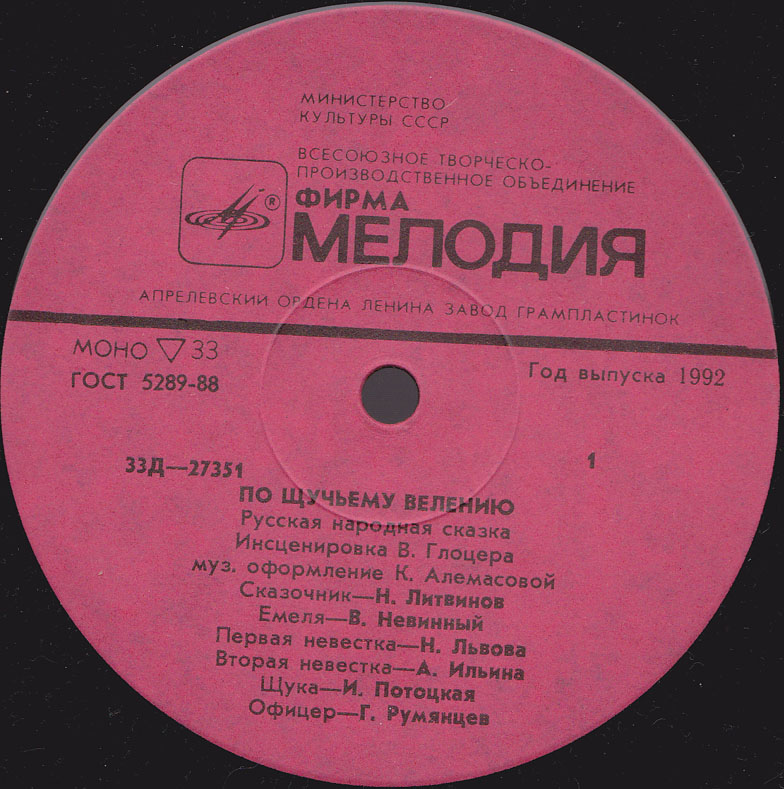 МИНИСТЕРСТВО
КУЛЬТУРЫ СССР
ВСЕСОЮЗНОЕ ТВОРЧЕСКО-
ПРОИЗВОДСТВЕННОЕ ОБЪЕДИНЕНИЕ
ФИРМА
®
МЕЛОДИЯ
АПРЕЛЕВСКИЙ ОРДЕНА ЛЕНИНА ЗАВОД ГРАМПЛАСТИНОК
МОНО ▽ 33
ГОСТ 5289-88
Год выпуска 1992
33Д—27351
1
ПО ЩУЧЬЕМУ ВЕЛЕНИЮ
Русская народная сказка
Инсценировка В. Глоцера
муз. оформление К. Алемасовой
Сказочник—Н. Литвинов
Емеля—В. Невинный
Первая невестка—Н. Львова
Вторая невестка—А. Ильина
Щука—И. Потоцкая
Офицер—Г. Румянцев